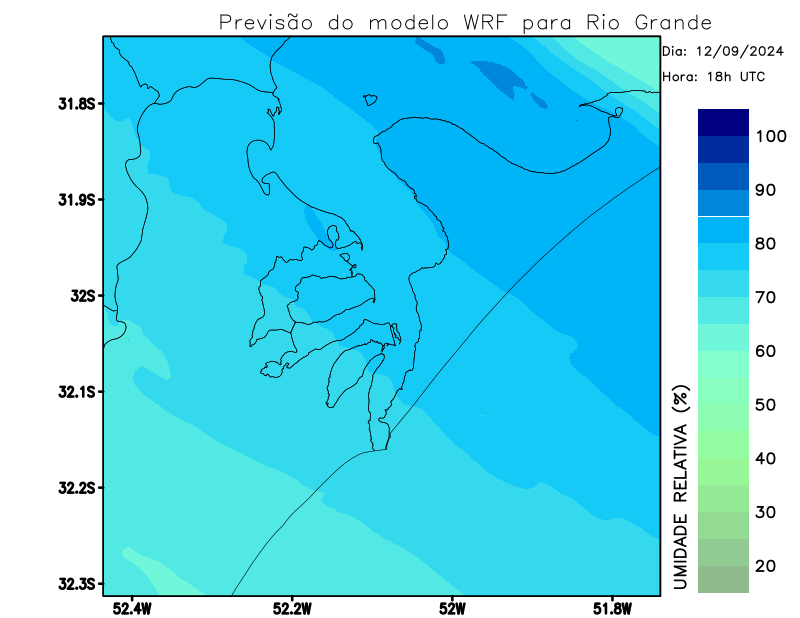 Previsão do modelo WRF para Rio Grande
Dia: 12/09/2024
Hora: 18h UTC
31.8S
31.9S
32S
32.1S
32.2S
32.3S
52.4W
52.2W
52W
51.8W
100
90
80
70
60
50
40
30
20
UMIDADE RELATIVA (%)